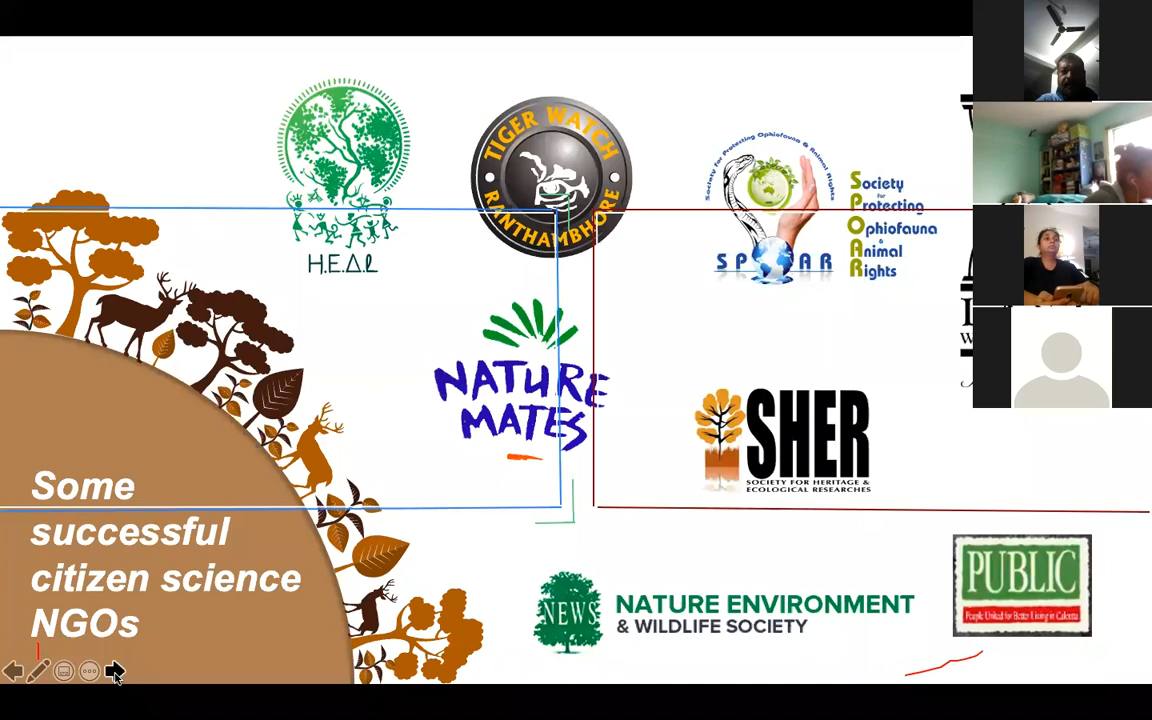 H.E.A.L
TIGER WATCH
RANTHAMBHORE
Society for Protecting Ophiofauna & Animal Rights
SPOAR
Society
for
Protecting
Ophiofauna
&
Animal
Rights
NATURE
MATES
SHER
SOCIETY FOR HERITAGE &
ECOLOGICAL RESEARCHES
Some
successful
citizen science
NGOs
NEWS
NATURE ENVIRONMENT
& WILDLIFE SOCIETY
PUBLIC
People United for Better Living in Calcutta